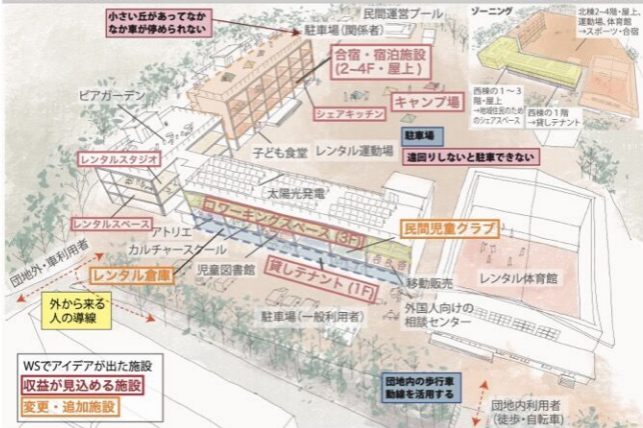 小さい丘があってなか
なか車が停められない
民間運営プール
駐車場(関係者)
合宿・宿泊施設
(2–4F・屋上)
キャンプ場
シェアキッチン
ゾーニング
北棟2–4階・屋上、
運動場、体育館
→スポーツ・合宿
西棟の1～3
階・屋上
→地域住民のため
のシェアスペース
西棟の1階
→貸しテナント
ビアガーデン
レンタルスタジオ
子ども食堂
レンタル運動場
駐車場
遠回りしないと駐車できない
太陽光発電
レンタルスペース
アトリエ
カルチャースクール
コワーキングスペース(3F)
民間児童クラブ
団地外・車利用者
レンタル倉庫
児童図書館
貸しテナント(1F)
移動販売
レンタル体育館
外から来る
人の導線
駐車場(一般利用者)
外国人向けの
相談センター
WSでアイデアが出た施設
収益が見込める施設
変更・追加施設
団地内の歩行車
動線を活用する
団地内利用者
(徒歩・自転車)